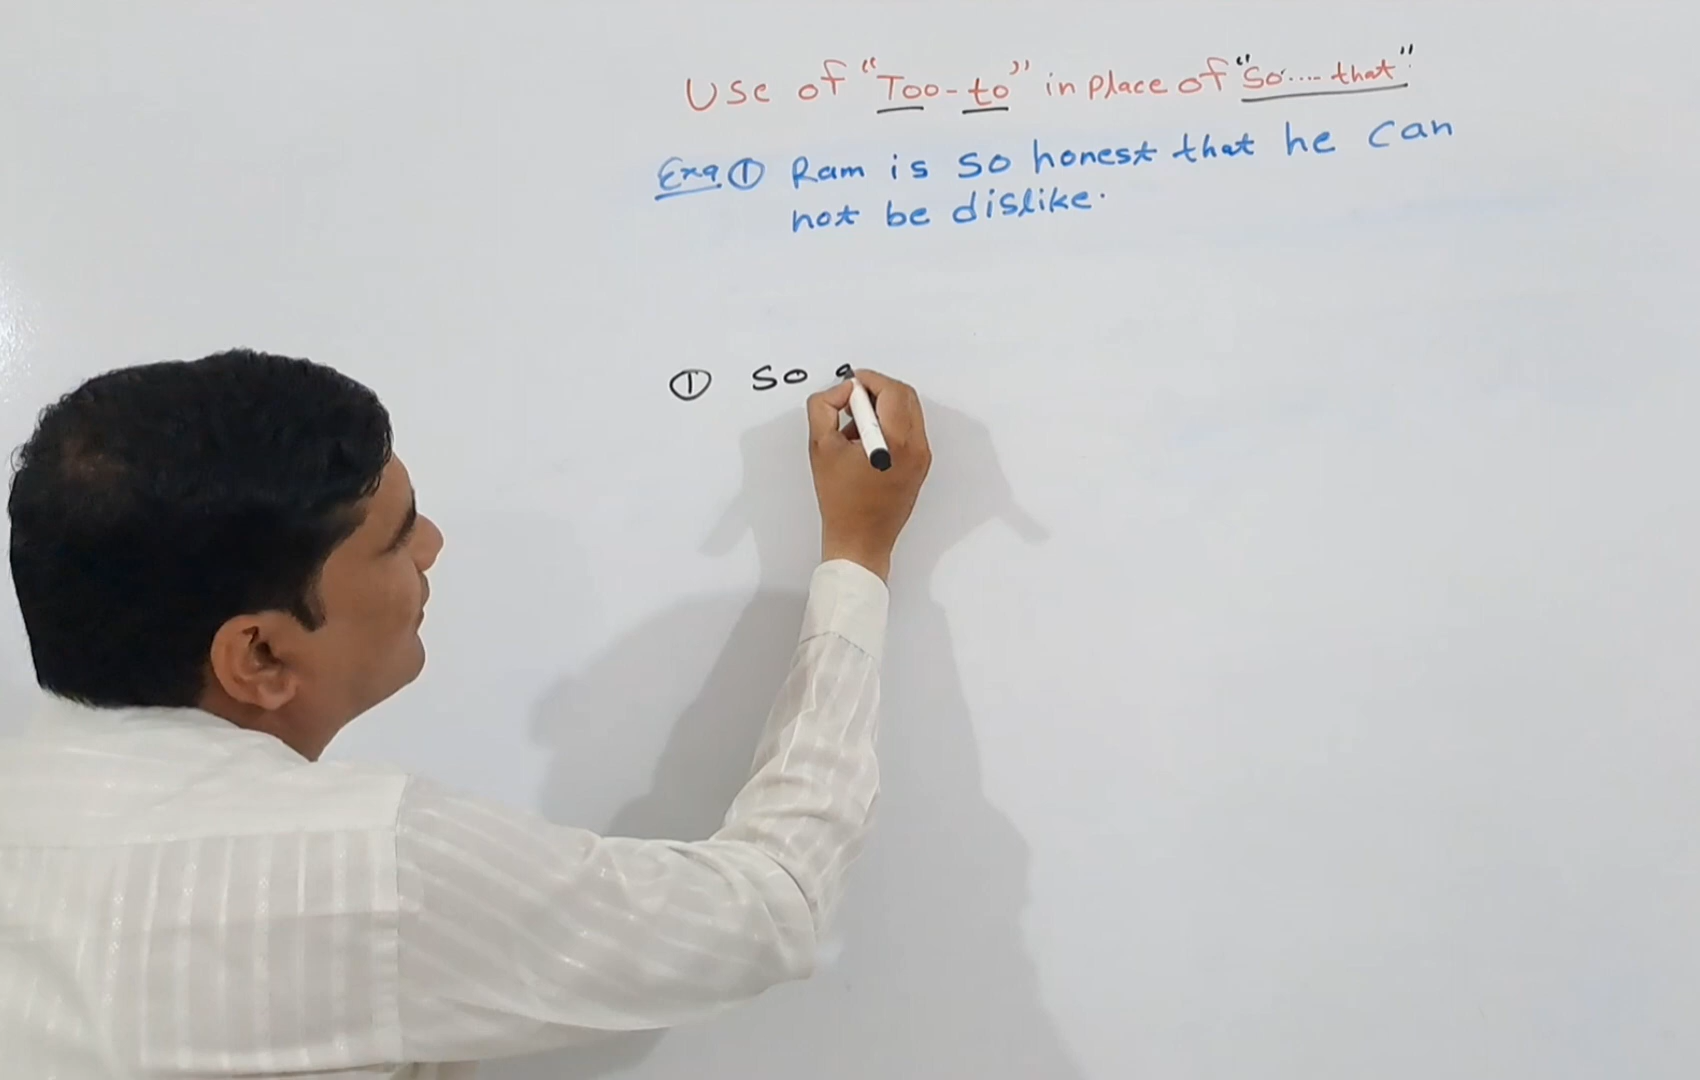 Use of "Too-to" in place of "So.... that"
Exa ① Ram is so honest that he can
not be dislike.
① so